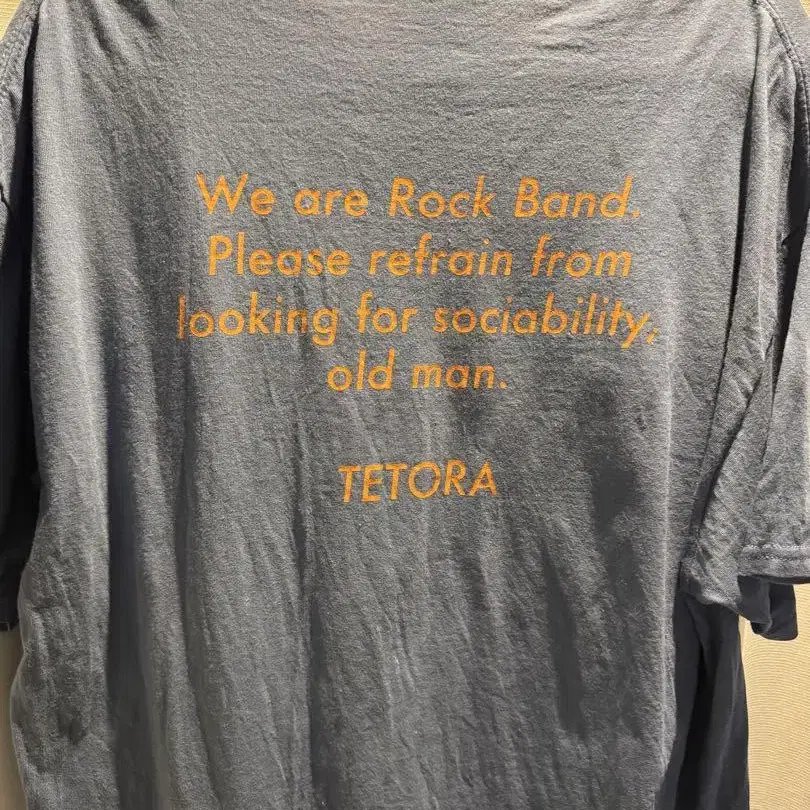 We are Rock Band.
Please refrain from
looking for sociability,
old man.
TETORA